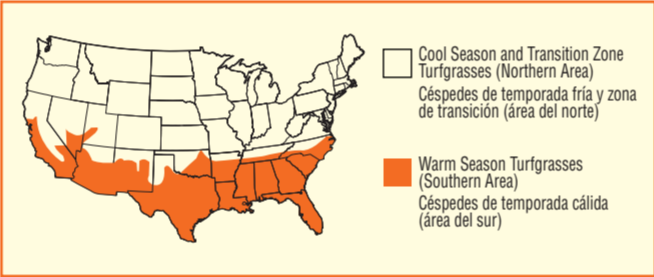 Cool Season and Transition Zone
Turfgrasses (Northern Area)
Céspedes de temporada fría y zona
de transición (área del norte)
Warm Season Turfgrasses
(Southern Area)
Céspedes de temporada cálida
(área del sur)